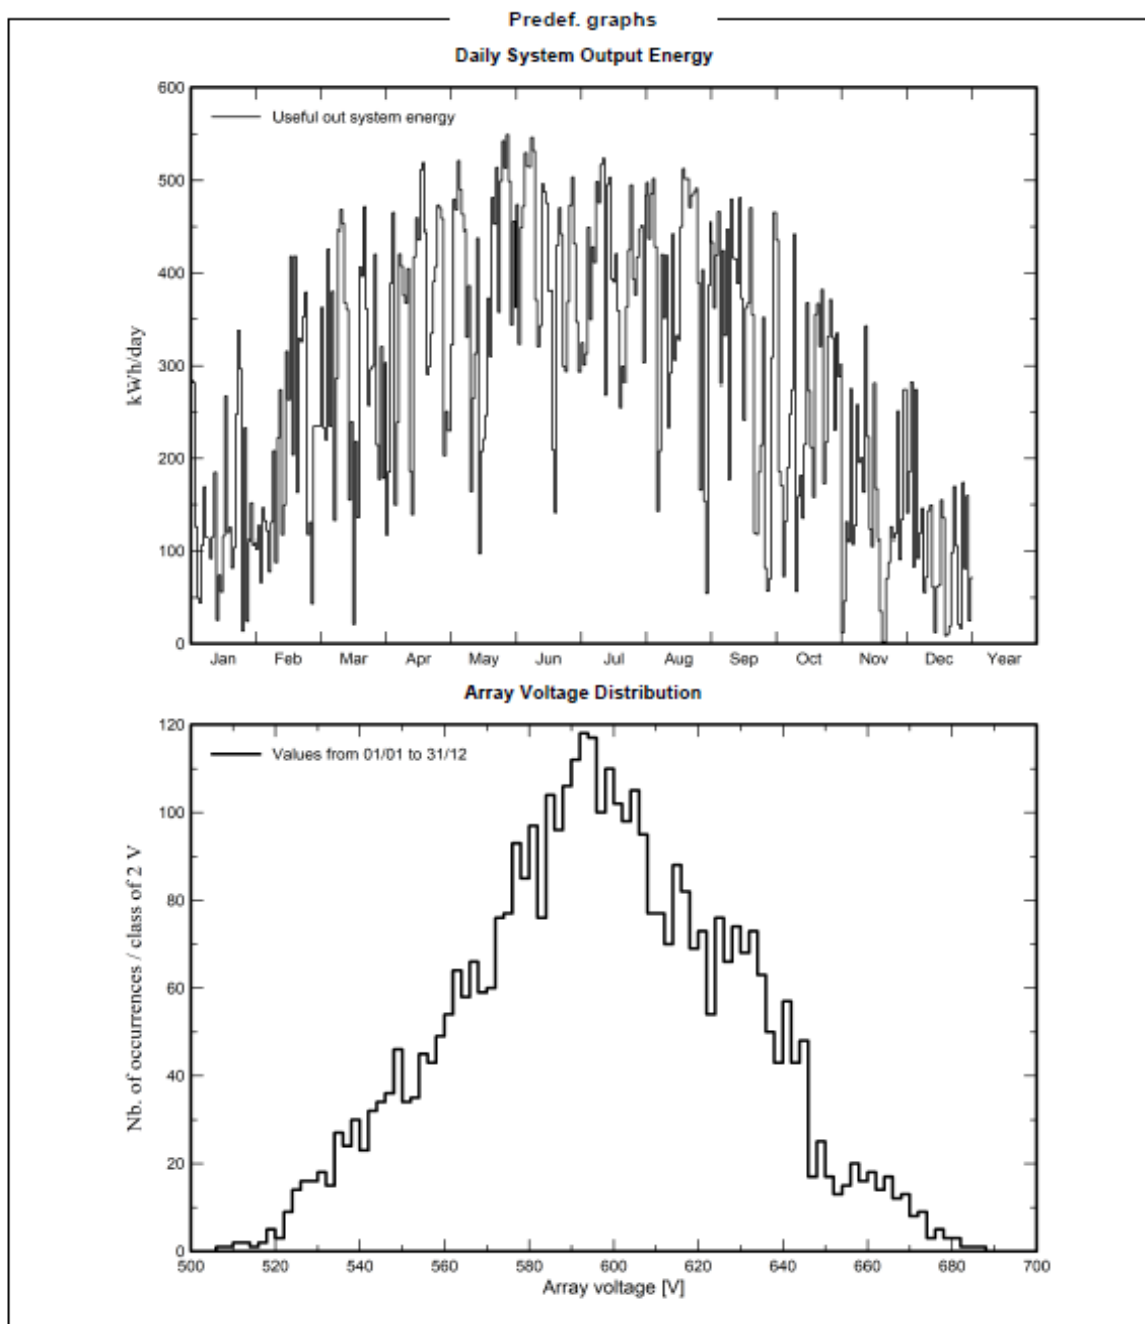 Predef. graphs
Daily System Output Energy
600
Useful out system energy
500
400
kWh/day
300
200
100
0
Jan Feb Mar Apr May Jun Jul Aug Sep Oct Nov Dec Year
Array Voltage Distribution
120
Values from 01/01 to 31/12
100
Nb. of occurrences / class of 2 V
80
60
40
20
0
500 520 540 560 580 600 620 640 660 680 700
Array voltage [V]